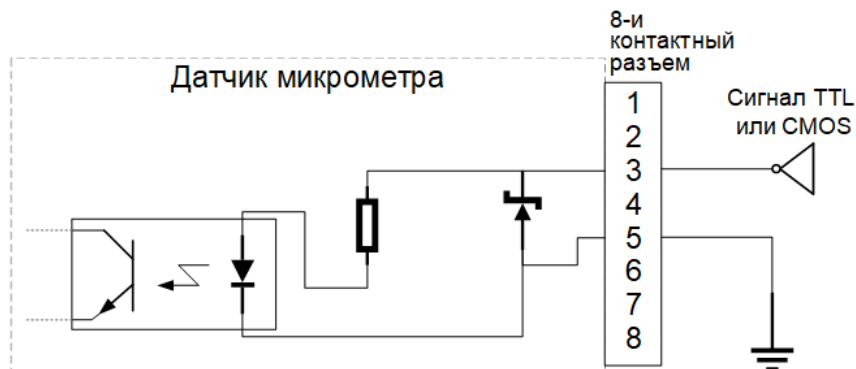 8-и
контактный
разъем
Датчик микрометра
Сигнал TTL
или CMOS
1
2
3
4
5
6
7
8